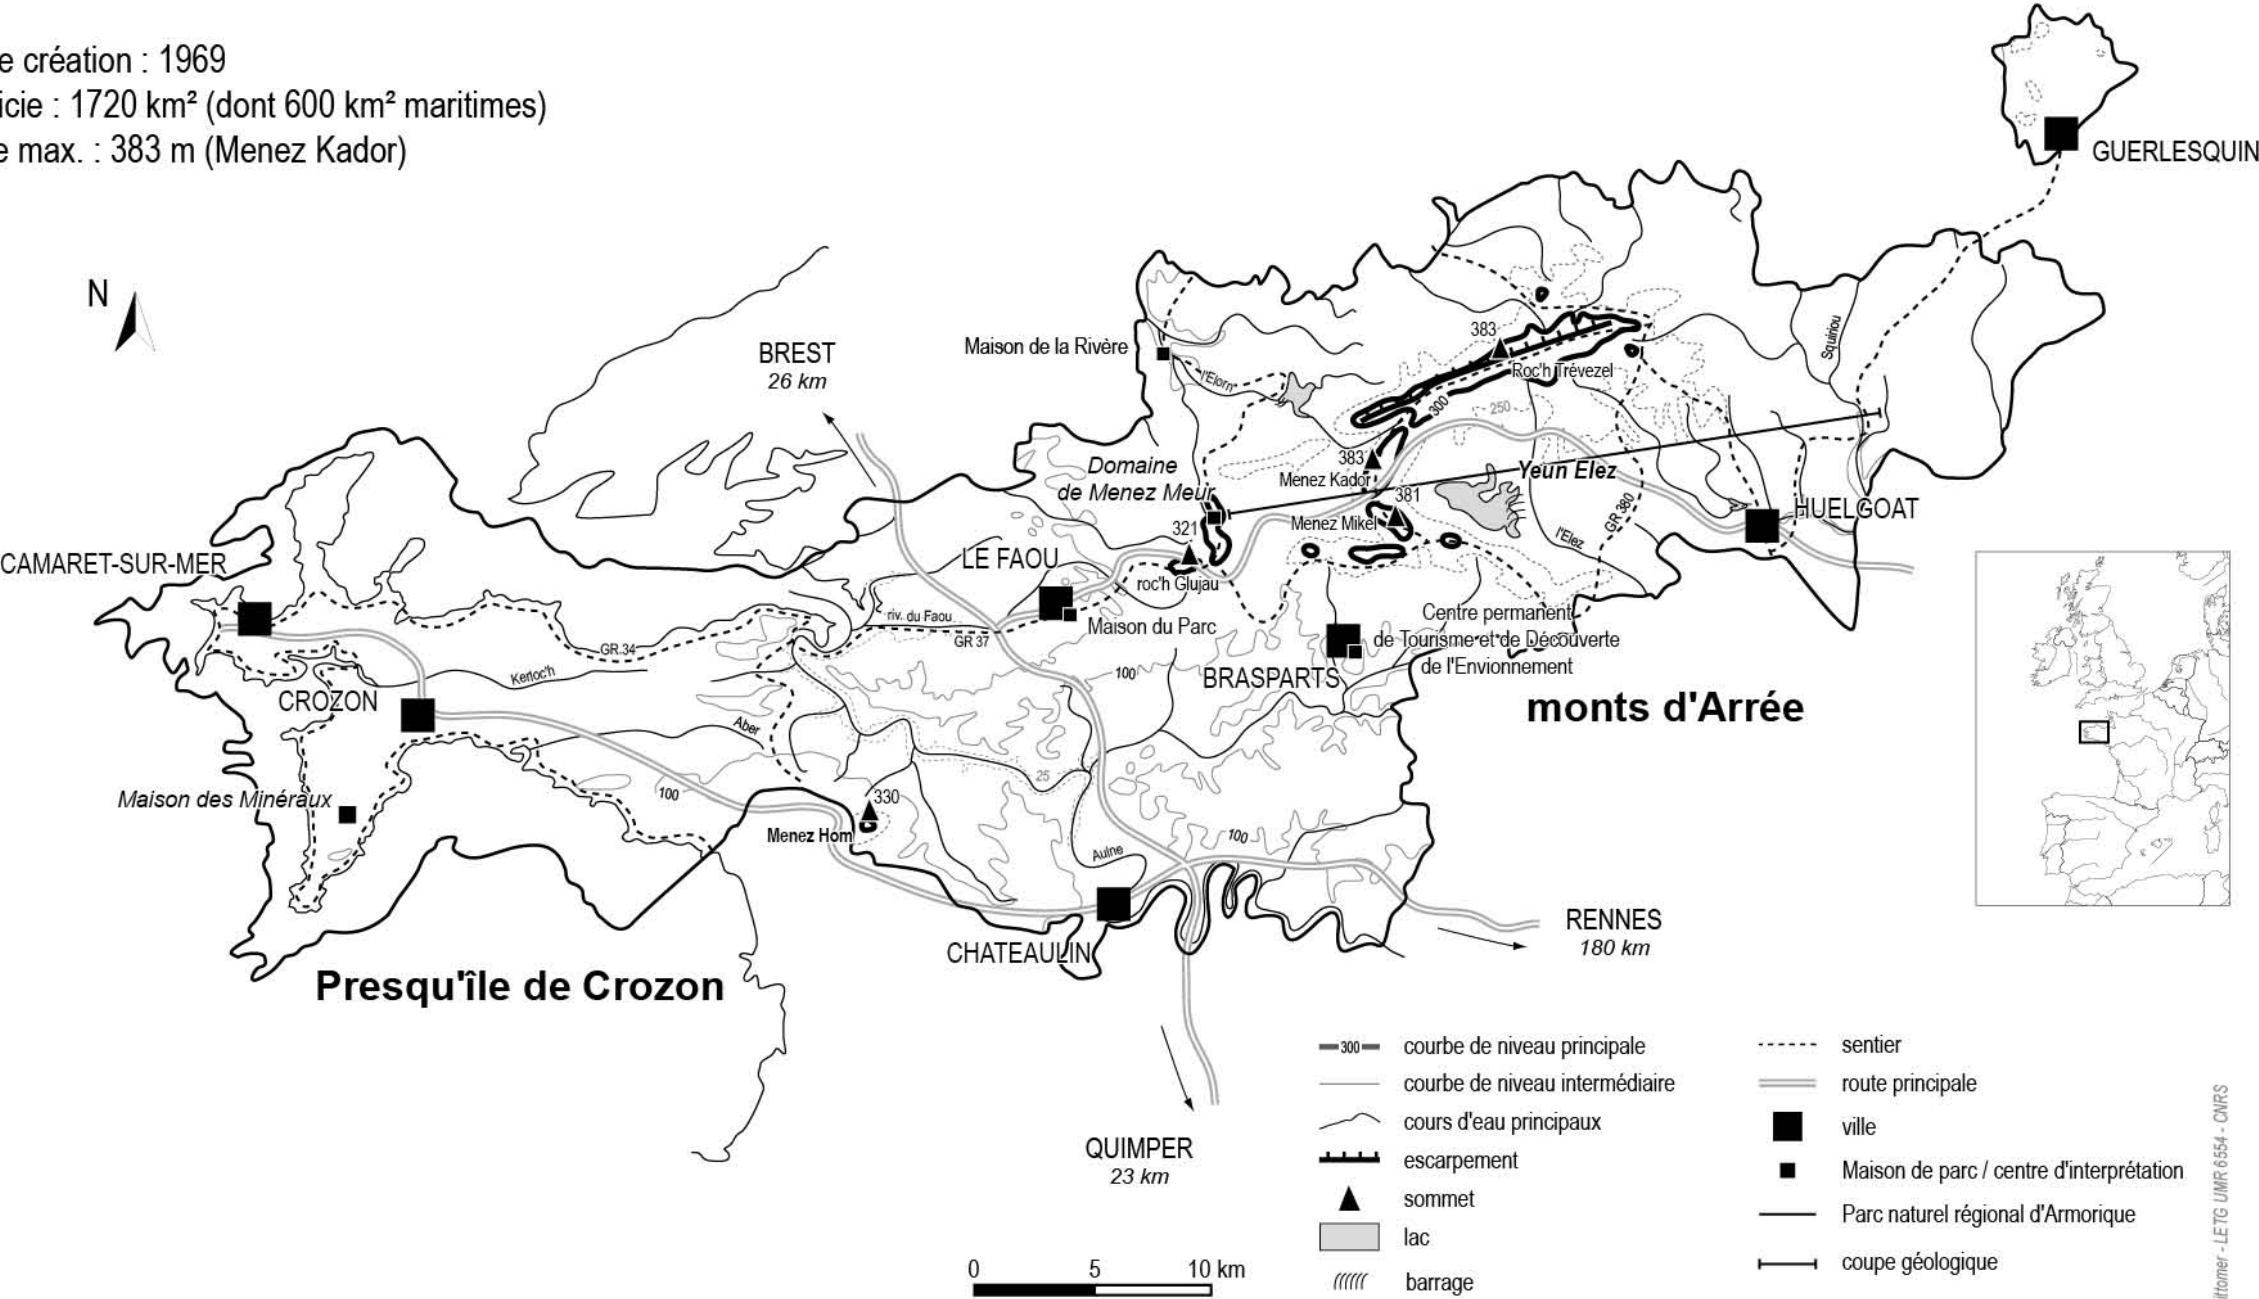 e création : 1969
icie : 1720 km² (dont 600 km² maritimes)
e max. : 383 m (Menez Kador)
N
GUERLESQUIN
BREST
26 km
Maison de la Rivère
l'Elorn
383
Roc'h Trévezel
Squiriou
300
250
Domaine
de Menez Meur
383
Menez Kador
381
Menez Mikel
Yeun Elez
GR 380
HUELGOAT
l'Elez
321
roc'h Glujau
LE FAOU
CAMARET-SUR-MER
riv. du Faou
GR 37
Maison du Parc
GR 34
Centre permanent
de Tourisme et de Découverte
de l'Envionnement
BRASPARTS
100
Kerloc'h
CROZON
monts d'Arrée
Aber
25
Maison des Minéraux
100
330
Menez Hom
100
Aulne
CHATEAULIN
RENNES
180 km
Presqu'île de Crozon
QUIMPER
23 km
300
courbe de niveau principale
courbe de niveau intermédiaire
cours d'eau principaux
escarpement
sommet
lac
barrage
sentier
route principale
ville
Maison de parc / centre d'interprétation
Parc naturel régional d'Armorique
coupe géologique
0 5 10 km
ittomer - LETG UMR 6554 - CNRS